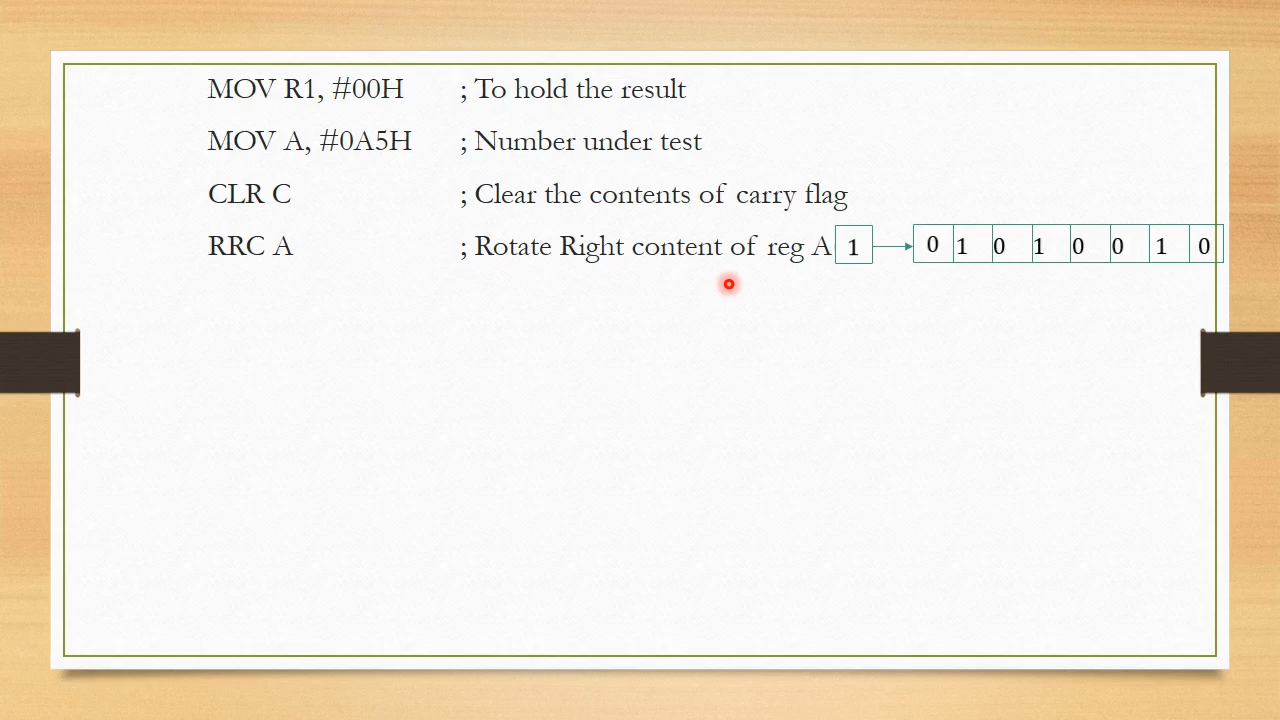 MOV R1, #00H ; To hold the result
MOV A, #0A5H ; Number under test
CLR C ; Clear the contents of carry flag
RRC A ; Rotate Right content of reg A 1 0 1 0 1 0 0 1 0